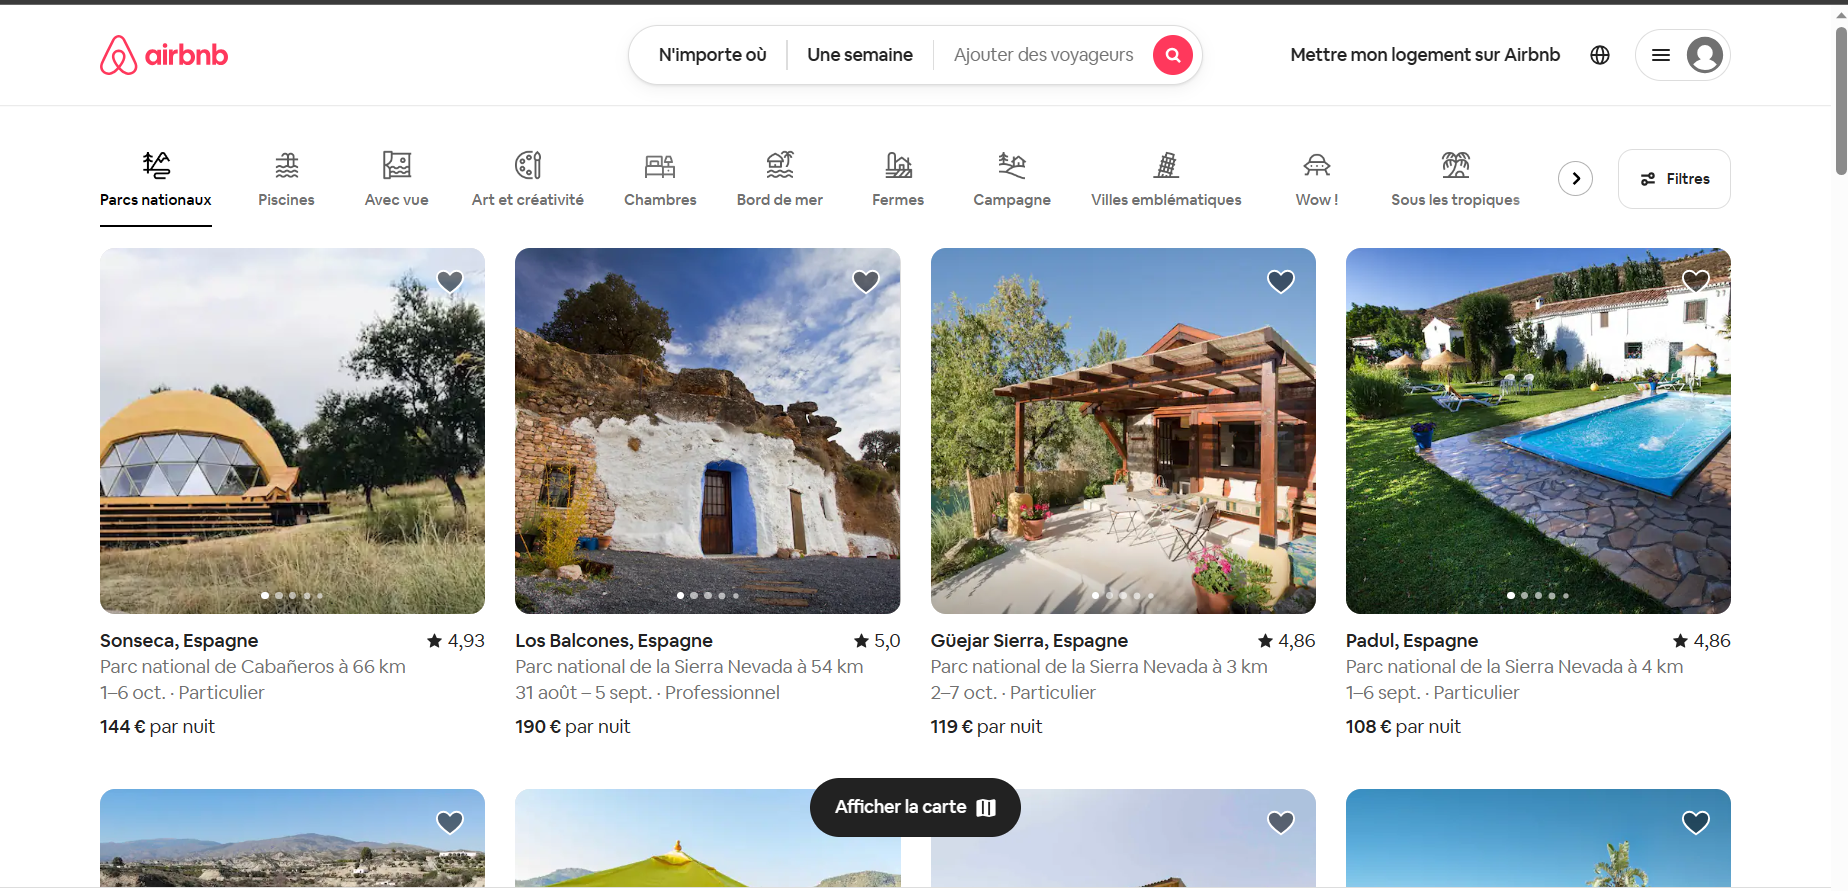 airbnb
N'importe où
Une semaine
Ajouter des voyageurs
Mettre mon logement sur Airbnb
Parcs nationaux
Piscines
Avec vue
Art et créativité
Chambres
Bord de mer
Fermes
Campagne
Villes emblématiques
Wow !
Sous les tropiques
Filtres
Sonseca, Espagne
4,93
Parc national de Cabañeros à 66 km
1–6 oct. · Particulier
144 € par nuit
Los Balcones, Espagne
5,0
Parc national de la Sierra Nevada à 54 km
31 août – 5 sept. · Professionnel
190 € par nuit
Güejar Sierra, Espagne
4,86
Parc national de la Sierra Nevada à 3 km
2–7 oct. · Particulier
119 € par nuit
Padul, Espagne
4,86
Parc national de la Sierra Nevada à 4 km
1–6 sept. · Particulier
108 € par nuit
Afficher la carte